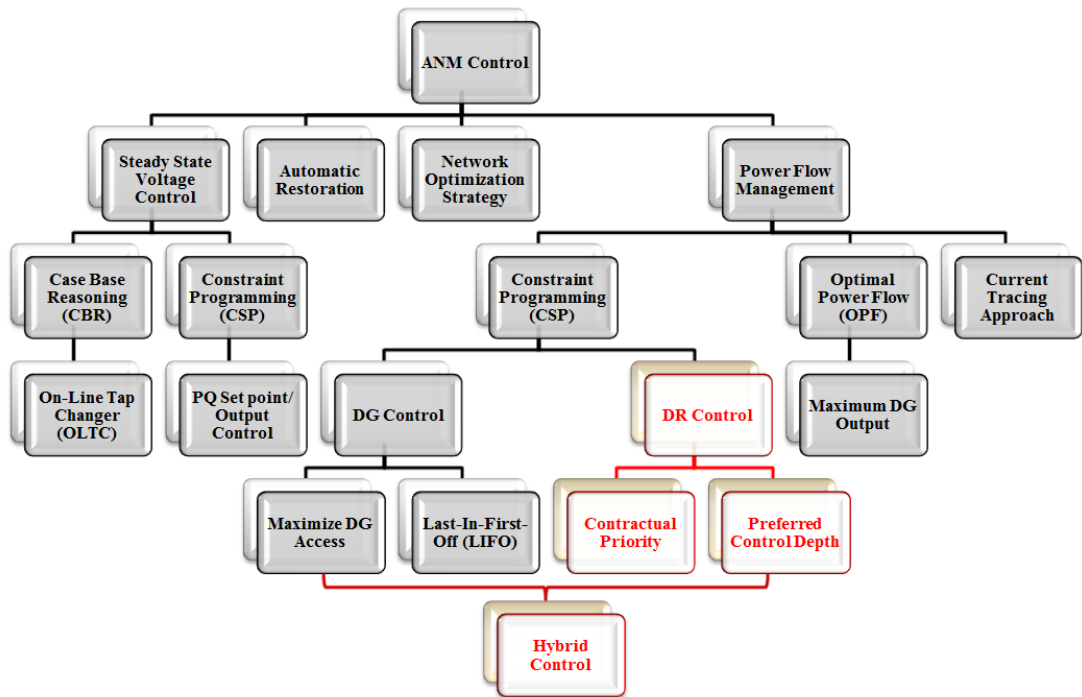 ANM Control
Steady State
Voltage
Control
Automatic
Restoration
Network
Optimization
Strategy
Power Flow
Management
Case Base
Reasoning
(CBR)
Constraint
Programming
(CSP)
Constraint
Programming
(CSP)
Optimal
Power Flow
(OPF)
Current
Tracing
Approach
On-Line Tap
Changer
(OLTC)
PQ Set point/
Output
Control
DG Control
DR Control
Maximum DG
Output
Maximize DG
Access
Last-In-First-
Off (LIFO)
Contractual
Priority
Preferred
Control Depth
Hybrid
Control